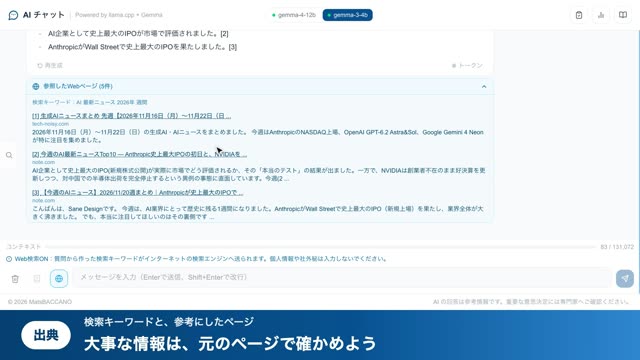 AI チャット Powered by llama.cpp + Gemma gemma-4-12b gemma-3-4b
AI企業として史上最大のIPOが市場で評価されました。[2]
AnthropicがWall Streetで史上最大のIPOを果たしました。[3]
再生成 トークン
参照したWebページ (5件)
検索キーワード：AI 最新ニュース 2026年 週間
[1] 生成AIニュースまとめ 先週【2026年11月16日（月）〜11月22日（日 ...
tech-noisy.com
2026年11月16日（月）〜11月22日（日）の生成AI・AIニュースをまとめました。 今週はAnthropicのNASDAQ上場、OpenAI GPT-6.2 Astra&Sol、Google Gemini 4 Neon
が特に注目を集めました。
[2] 今週のAI最新ニュースTop10 — Anthropic史上最大IPOの初日と、NVIDIAを ...
note.com
AI企業として史上最大のIPO(新規株式公開)が実際に市場でどう評価されるか、その「本当のテスト」の結果が出ました。一方で、NVIDIAは創業者不在のまま好決算を更
新しつつ、対中国での半導体出荷を完全停止するという異例の事態に直面しています。今週(2 ...
[3] 【今週のAIニュース】2026/11/20週まとめ｜Anthropicが史上最大のIPOで ...
note.com
こんばんは、Sane Designです。 今週は、AI業界にとって歴史に残る1週間になりました。AnthropicがWall Streetで史上最大のIPO（新規上場）を果たし、業界全体が大
きく沸きました。 でも、本当に注目してほしいのはその裏側です ...
コンテキスト 83 / 131,072
Web検索ON：質問から作った検索キーワードがインターネットの検索エンジンへ送られます。個人情報や社外秘は入力しないでください。
メッセージを入力（Enterで送信、Shift+Enterで改行）
© 2026 MabiBACCANO AI の回答は参考情報です。重要な意思決定には専門家へご確認ください。
出典
検索キーワードと、参考にしたページ
大事な情報は、元のページで確かめよう